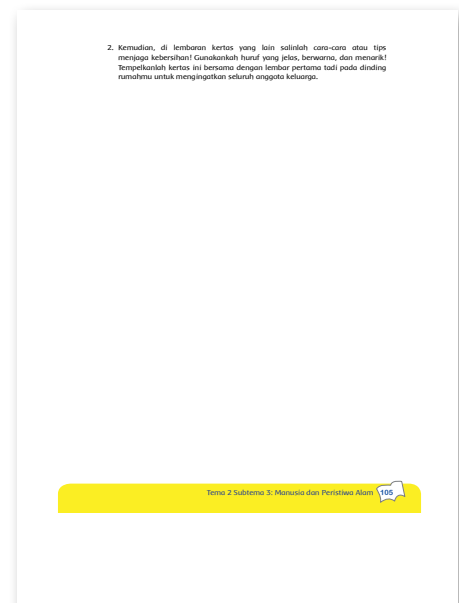 2. Kemudian, di lembaran kertas yang lain salinlah cara-cara atau tips
menjaga kebersihan! Gunakankah huruf yang jelas, berwarna, dan menarik!
Tempelkanlah kertas ini bersama dengan lembar pertama tadi pada dinding
rumahmu untuk mengingatkan seluruh anggota keluarga.
Tema 2 Subtema 3: Manusia dan Peristiwa Alam 105